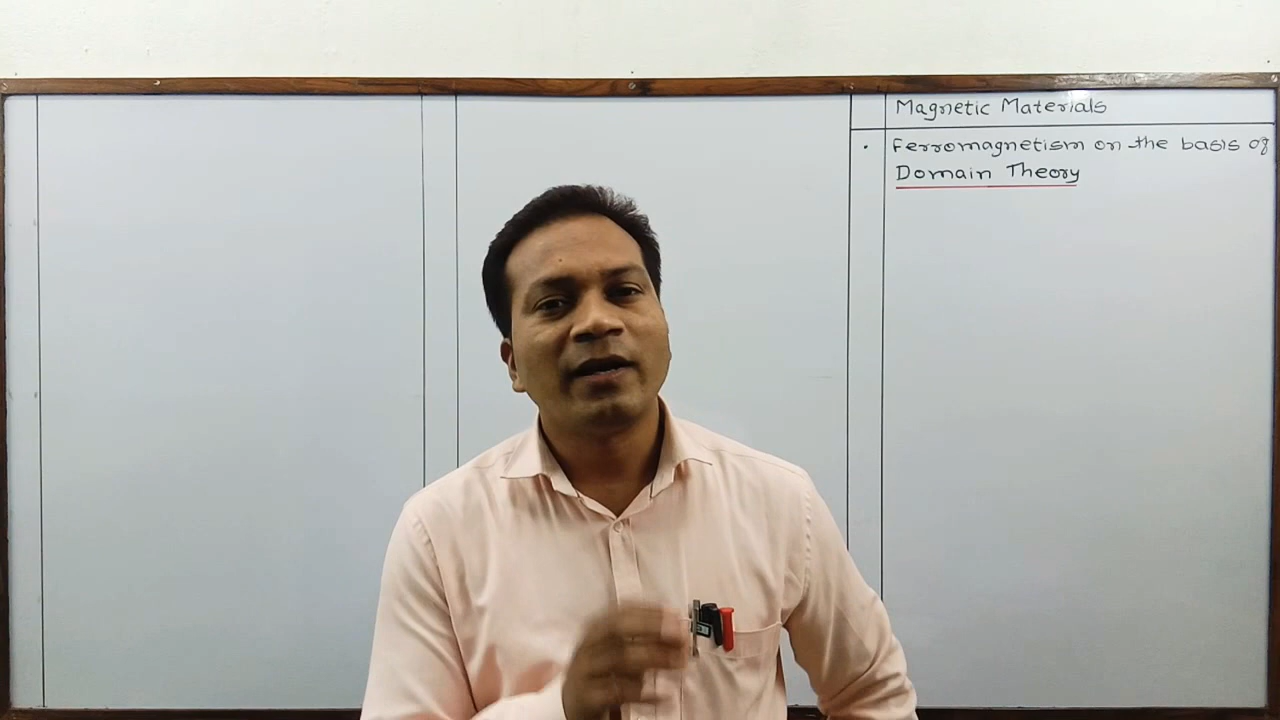 Magnetic Materials
· Ferromagnetism on the basis of
Domain Theory